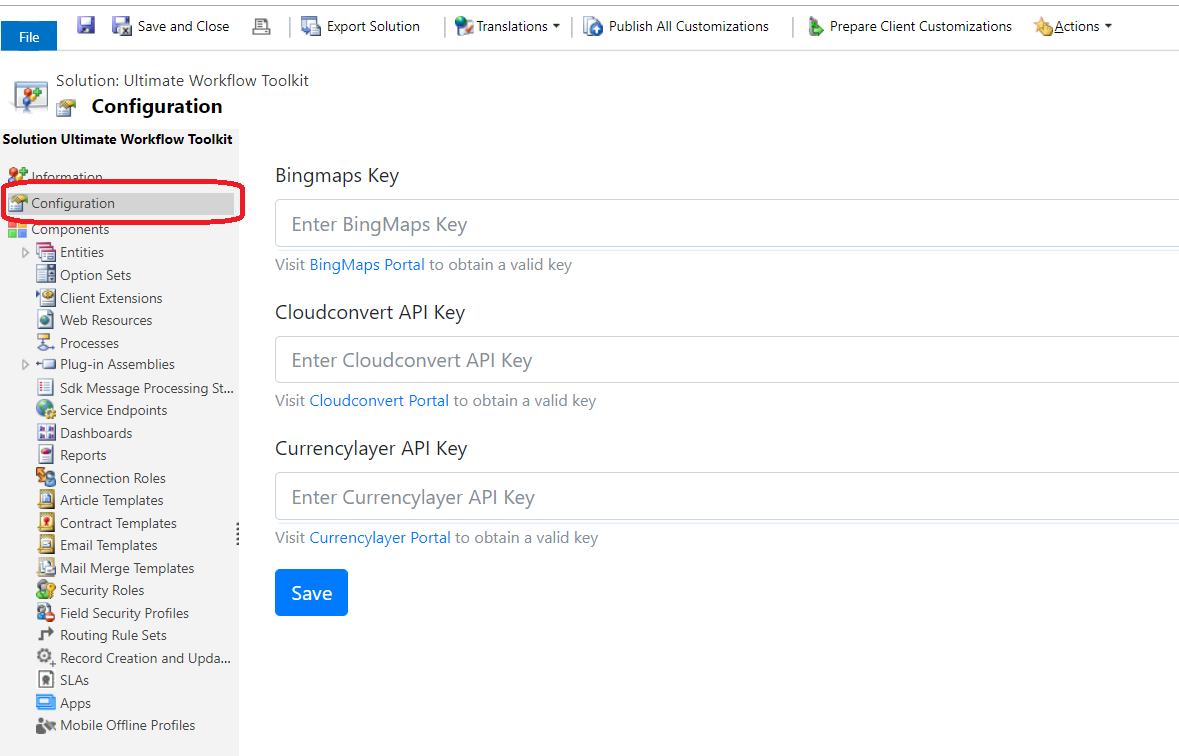 File
Save and Close
Export Solution
Translations
Publish All Customizations
Prepare Client Customizations
Actions
Solution: Ultimate Workflow Toolkit
Configuration
Solution Ultimate Workflow Toolkit
Information
Configuration
Components
Entities
Option Sets
Client Extensions
Web Resources
Processes
Plug-in Assemblies
Sdk Message Processing St...
Service Endpoints
Dashboards
Reports
Connection Roles
Article Templates
Contract Templates
Email Templates
Mail Merge Templates
Security Roles
Field Security Profiles
Routing Rule Sets
Record Creation and Upda...
SLAs
Apps
Mobile Offline Profiles
Bingmaps Key
Enter BingMaps Key
Visit BingMaps Portal to obtain a valid key
Cloudconvert API Key
Enter Cloudconvert API Key
Visit Cloudconvert Portal to obtain a valid key
Currencylayer API Key
Enter Currencylayer API Key
Visit Currencylayer Portal to obtain a valid key
Save